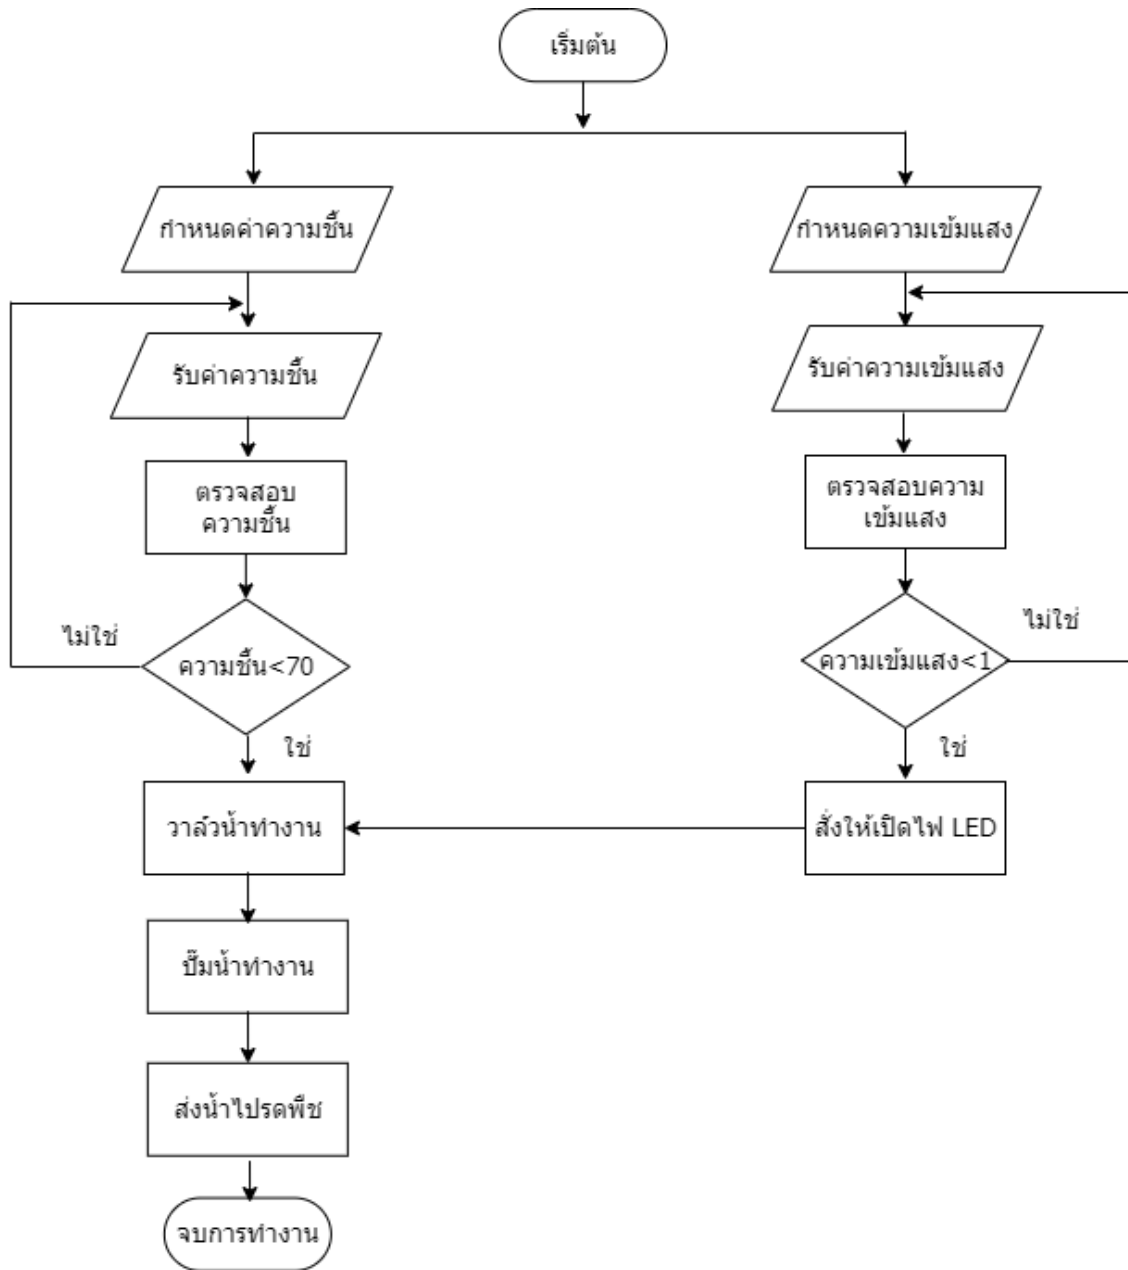 เริ่มต้น
กำหนดค่าความชื้น
กำหนดความเข้มแสง
รับค่าความชื้น
รับค่าความเข้มแสง
ตรวจสอบ
ความชื้น
ตรวจสอบความ
เข้มแสง
ไม่ใช่
ความชื้น<70
ความเข้มแสง<1
ไม่ใช่
ใช่
ใช่
วาล์วน้ำทำงาน
สั่งให้เปิดไฟ LED
ปั๊มน้ำทำงาน
ส่งน้ำไปรดพืช
จบการทำงาน